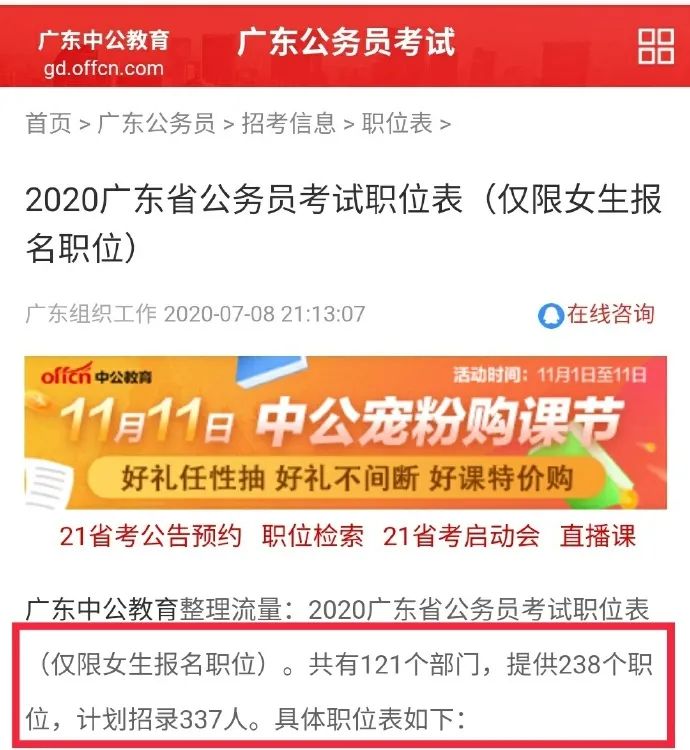 广东中公教育
gd.offcn.com
广东公务员考试
首页 > 广东公务员 > 招考信息 > 职位表 >
2020广东省公务员考试职位表（仅限女生报
名职位）
广东组织工作 2020-07-08 21:13:07
在线咨询
offcn 中公教育
活动时间：11月1日至11日
11月11日 中公宠粉购课节
好礼任性抽 好礼不间断 好课特价购
21省考公告预约 职位检索 21省考启动会 直播课
广东中公教育整理流量：2020广东省公务员考试职位表
（仅限女生报名职位）。共有121个部门，提供238个职
位，计划招录337人。具体职位表如下：